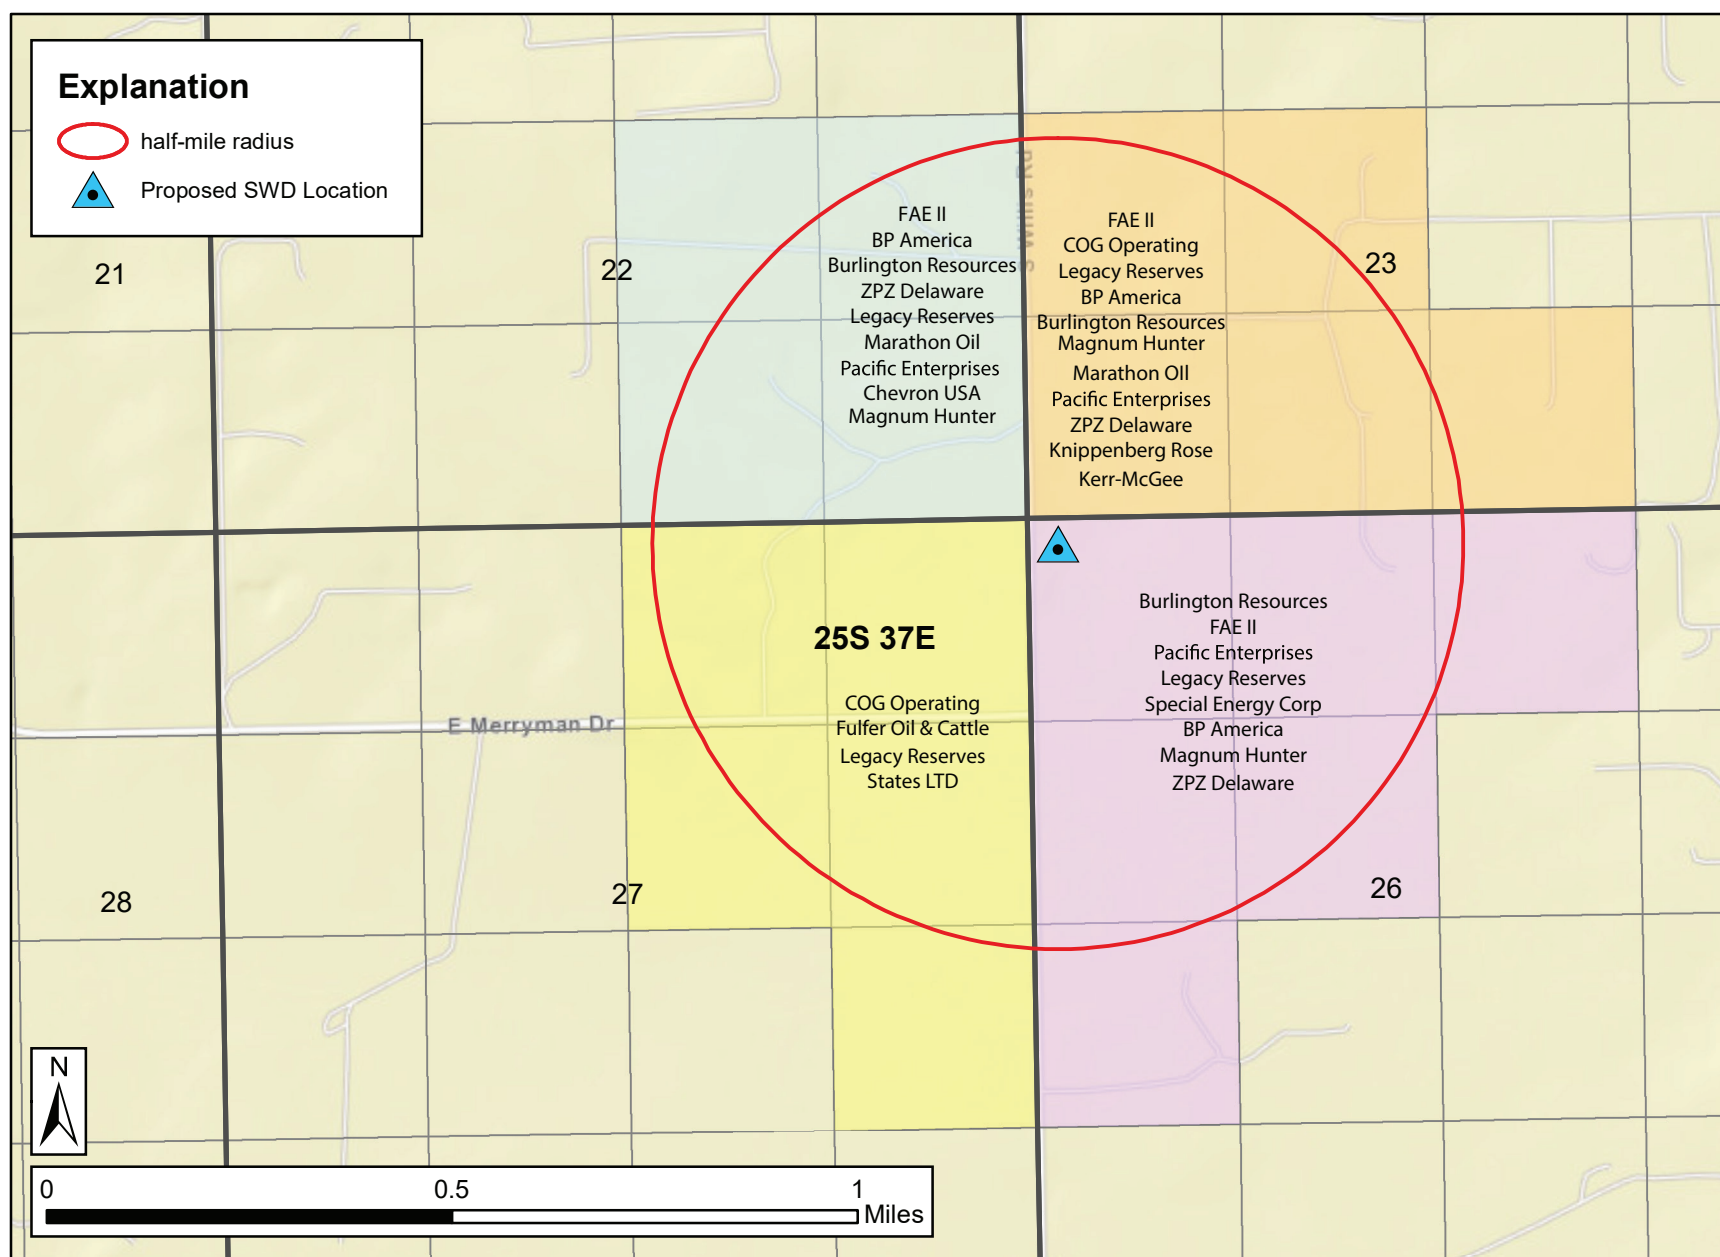 Explanation
half-mile radius
Proposed SWD Location
21
22
23
S Willis Rd
FAE II
BP America
Burlington Resources
ZPZ Delaware
Legacy Reserves
Marathon Oil
Pacific Enterprises
Chevron USA
Magnum Hunter
FAE II
COG Operating
Legacy Reserves
BP America
Burlington Resources
Magnum Hunter
Marathon OIl
Pacific Enterprises
ZPZ Delaware
Knippenberg Rose
Kerr-McGee
25S 37E
COG Operating
Fulfer Oil & Cattle
Legacy Reserves
States LTD
E Merryman Dr
Burlington Resources
FAE II
Pacific Enterprises
Legacy Reserves
Special Energy Corp
BP America
Magnum Hunter
ZPZ Delaware
28
27
26
N
0 0.5 1
Miles